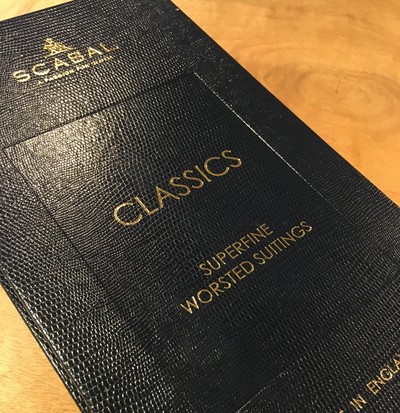 SCABAL
CLASSICS
SUPERFINE
WORSTED SUITINGS
IN ENGLA